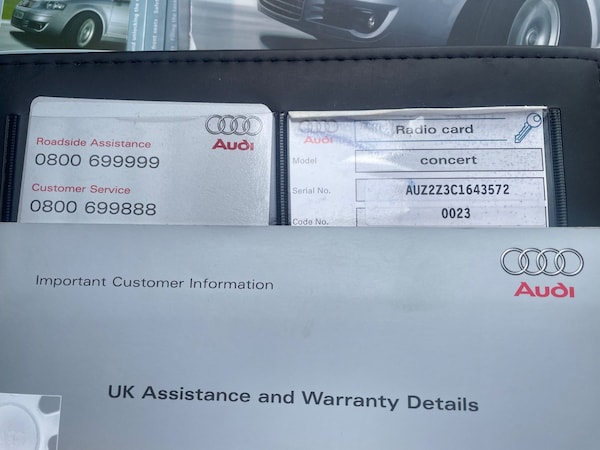 Roadside Assistance
0800 699999
Customer Service
0800 699888
Audi
Audi
Radio card
Model concert
Serial No. AUZ2Z3C1643572
Code No. 0023
Important Customer Information
Audi
UK Assistance and Warranty Details